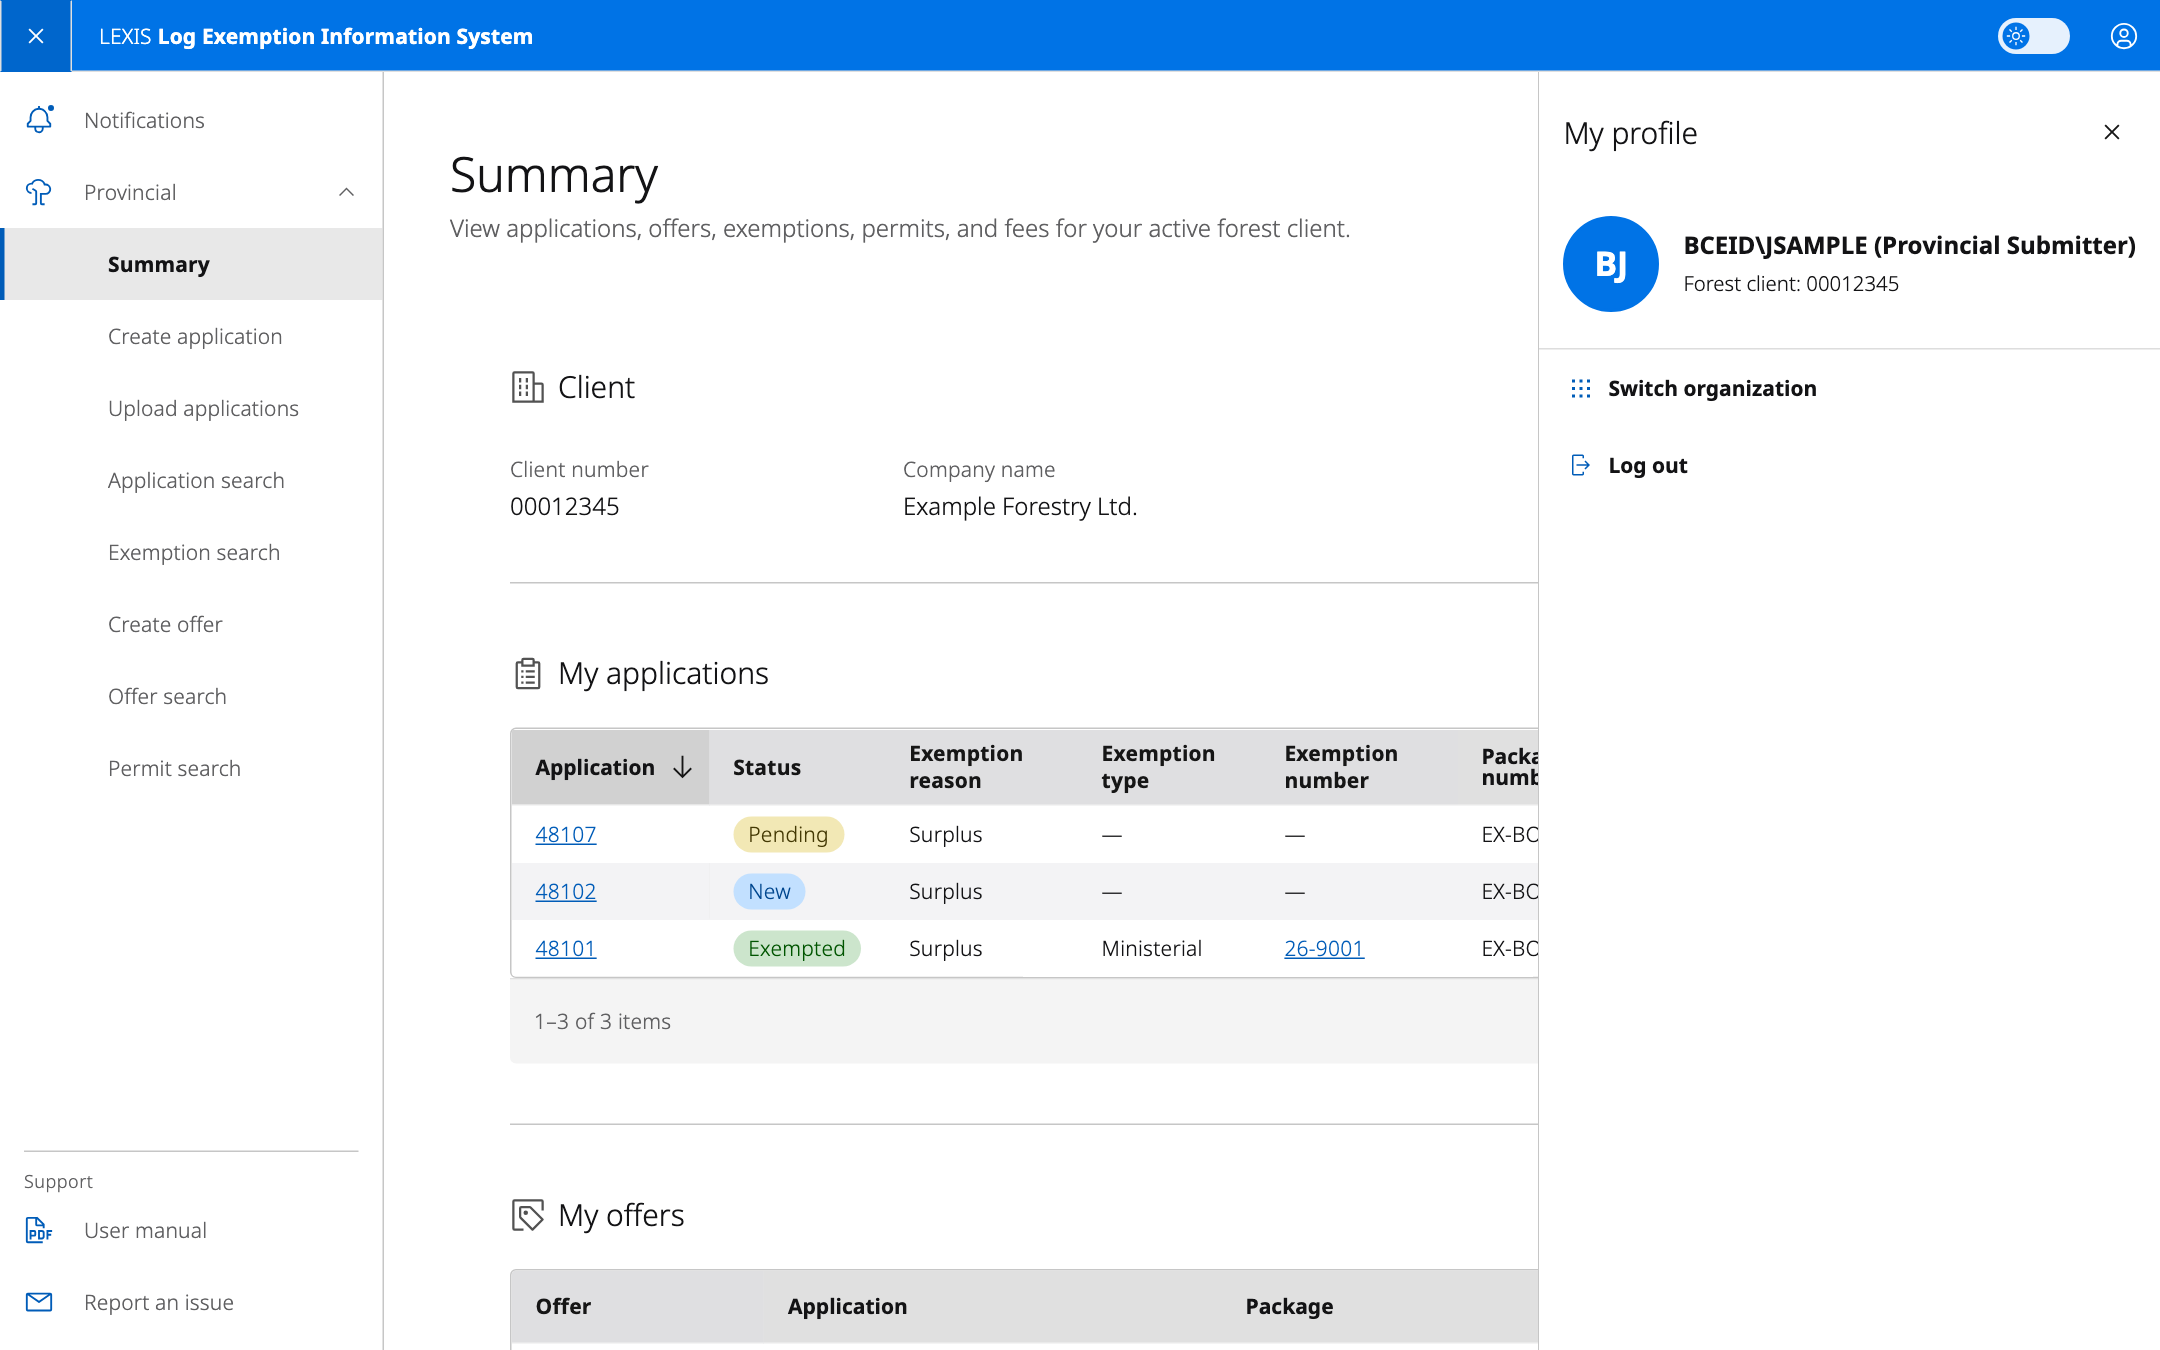 LEXIS Log Exemption Information System
Notifications
Provincial
Summary
Create application
Upload applications
Application search
Exemption search
Create offer
Offer search
Permit search
Support
PDF
User manual
Report an issue
Summary
View applications, offers, exemptions, permits, and fees for your active forest client.
Client
Client number
00012345
Company name
Example Forestry Ltd.
My applications
Application Status Exemption reason Exemption type Exemption number
48107 Pending Surplus — —
48102 New Surplus — —
48101 Exempted Surplus Ministerial 26-9001
1–3 of 3 items
My offers
Offer Application Package
My profile
BJ
BCEID\JSAMPLE (Provincial Submitter)
Forest client: 00012345
Switch organization
Log out